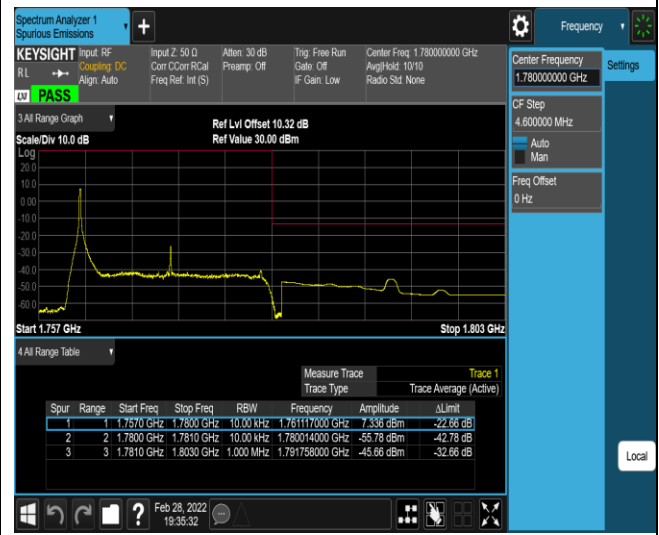 Spectrum Analyzer 1
Spurious Emissions
+
Frequency
KEYSIGHT
RL
Input: RF
Coupling: DC
Align: Auto
Input Z: 50 Ω
Corr CCorr RCal
Freq Ref: Int (S)
Atten: 30 dB
Preamp: Off
Trig: Free Run
Gate: Off
IF Gain: Low
Center Freq: 1.780000000 GHz
Avg|Hold: 10/10
Radio Std: None
LXI PASS
Center Frequency
1.780000000 GHz
Settings
CF Step
4.600000 MHz
Auto
Man
Freq Offset
0 Hz
3 All Range Graph
Scale/Div 10.0 dB
Ref Lvl Offset 10.32 dB
Ref Value 30.00 dBm
Log
20.0
10.0
0.00
-10.0
-20.0
-30.0
-40.0
-50.0
-60.0
Start 1.757 GHz
Stop 1.803 GHz
4 All Range Table
Measure Trace Trace 1
Trace Type Trace Average (Active)
Spur Range Start Freq Stop Freq RBW Frequency Amplitude ΔLimit
1 1 1.7570 GHz 1.7800 GHz 10.00 kHz 1.761117000 GHz 7.336 dBm -22.66 dB
2 2 1.7800 GHz 1.7810 GHz 10.00 kHz 1.780014000 GHz -55.78 dBm -42.78 dB
3 3 1.7810 GHz 1.8030 GHz 1.000 MHz 1.791758000 GHz -45.66 dBm -32.66 dB
Local
?
Feb 28, 2022
19:35:32